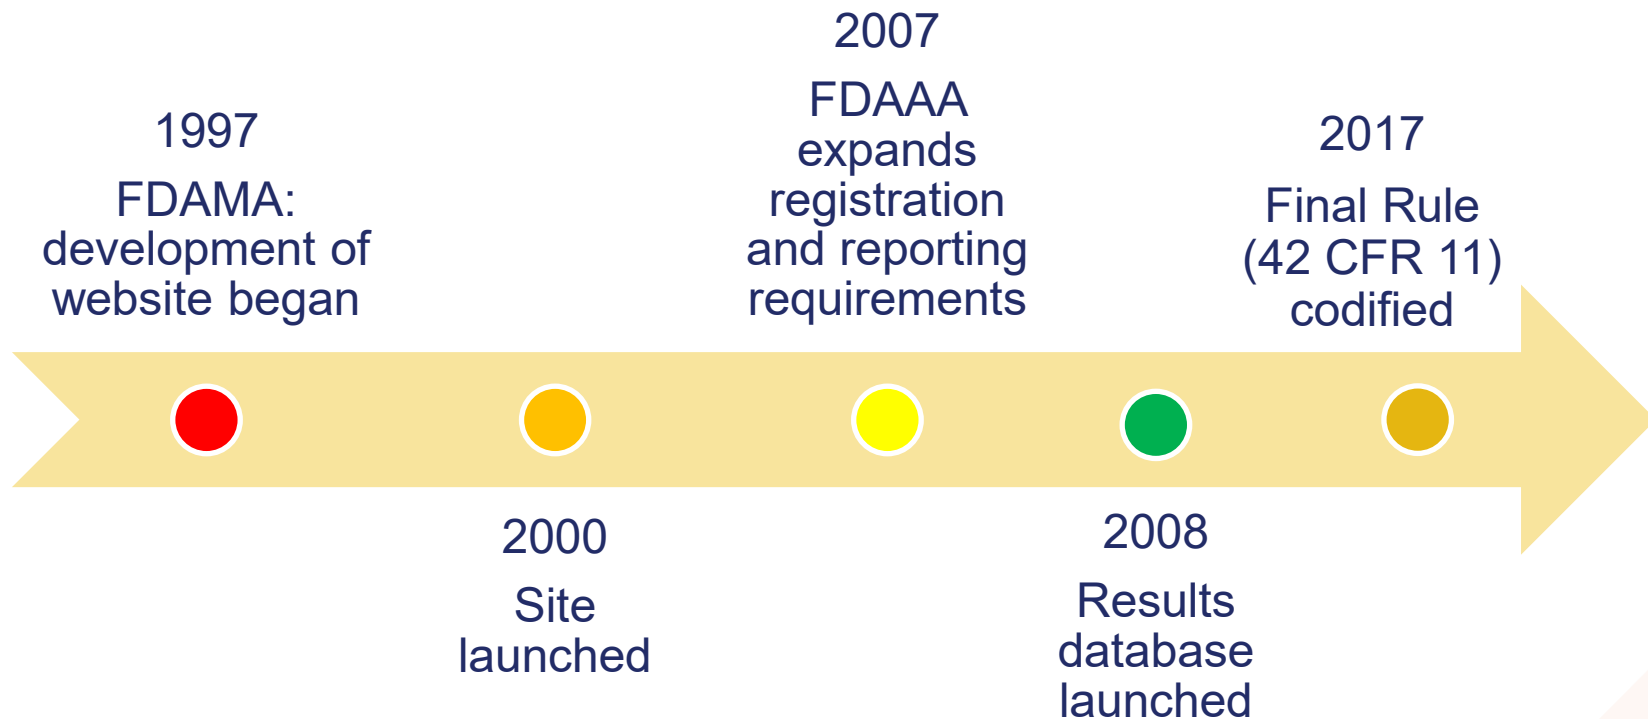 1997
FDAMA:
development of
website began
2000
Site
launched
2007
FDAAA
expands
registration
and reporting
requirements
2008
Results
database
launched
2017
Final Rule
(42 CFR 11)
codified